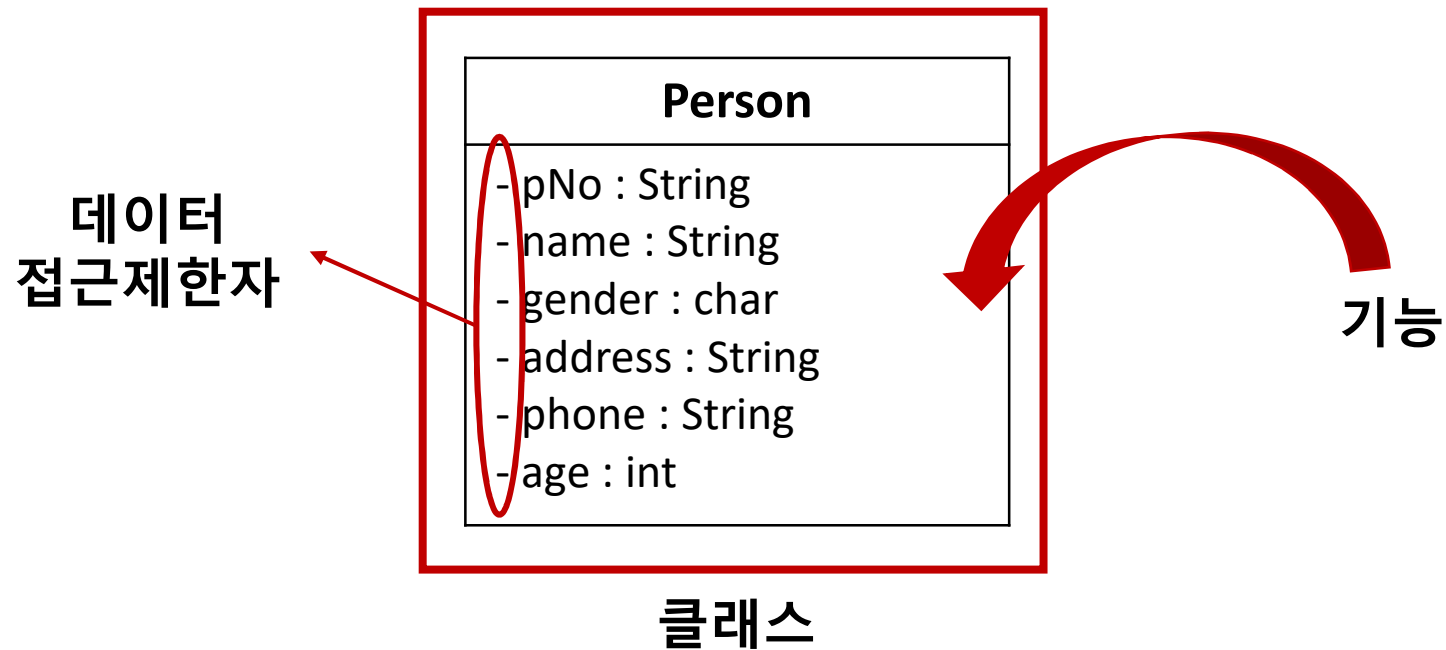 Person
- pNo : String
- name : String
- gender : char
- address : String
- phone : String
- age : int
데이터
접근제한자
기능
클래스